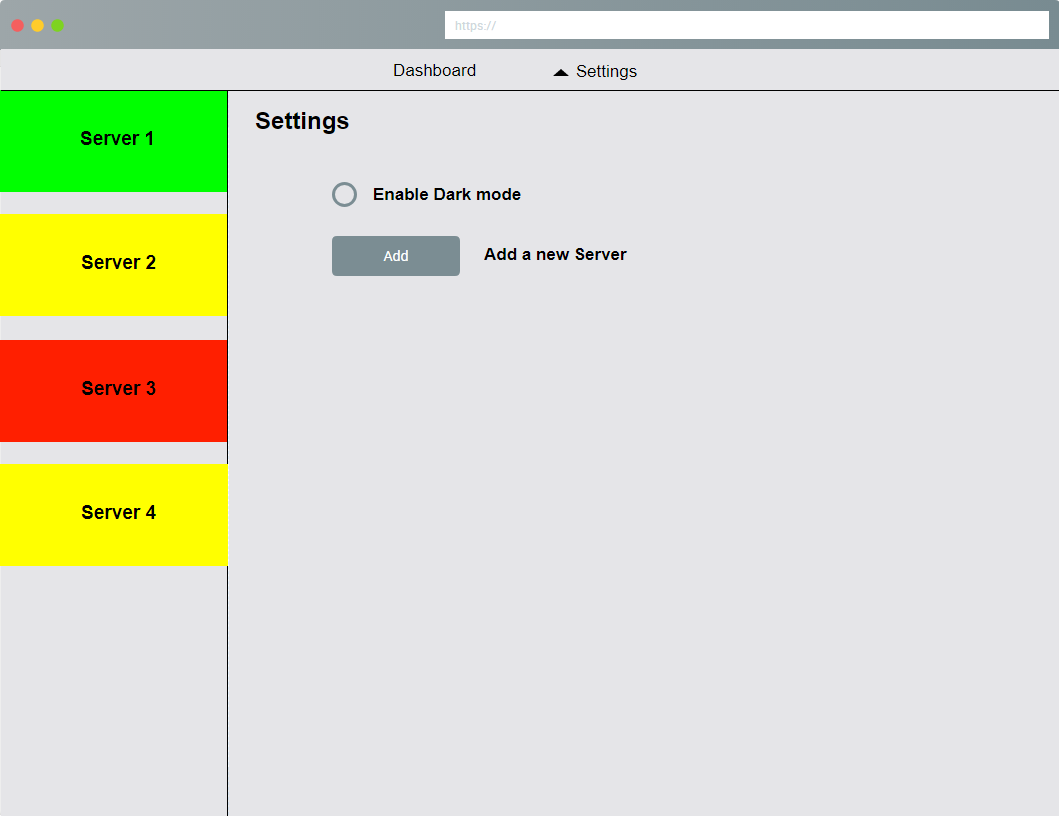 https://
Dashboard
Settings
Server 1
Server 2
Server 3
Server 4
Settings
Enable Dark mode
Add
Add a new Server